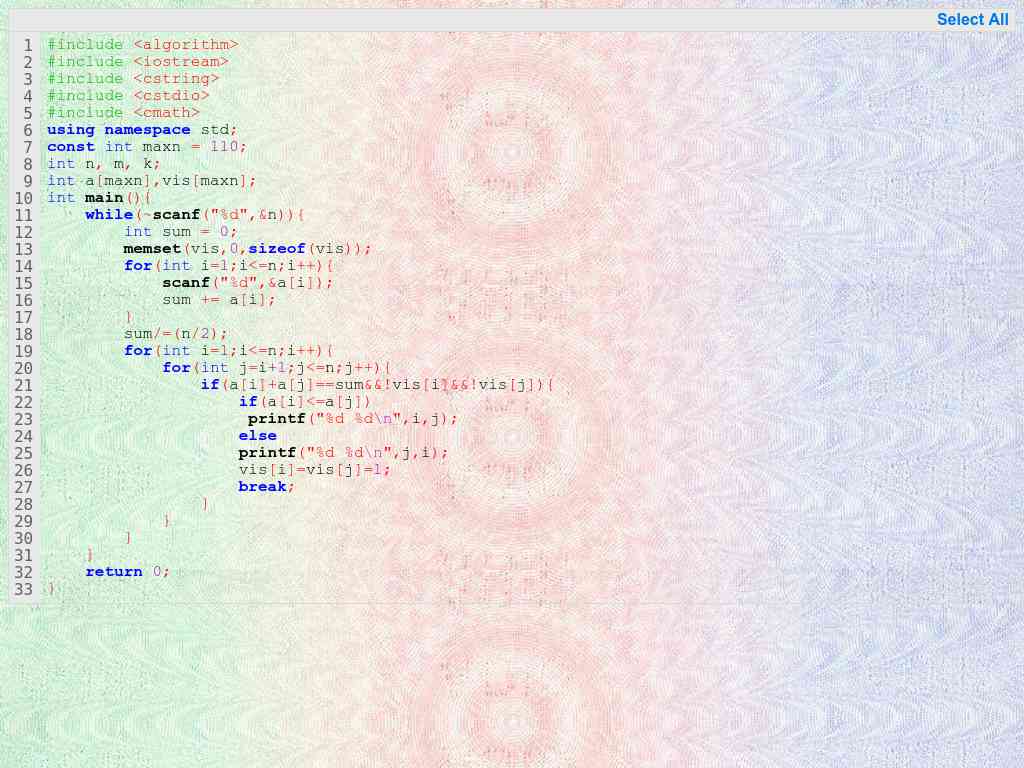 Select All
1 #include <algorithm>
2 #include <iostream>
3 #include <cstring>
4 #include <cstdio>
5 #include <cmath>
6 using namespace std;
7 const int maxn = 110;
8 int n, m, k;
9 int a[maxn],vis[maxn];
10 int main(){
11     while(~scanf("%d",&n)){
12         int sum = 0;
13         memset(vis,0,sizeof(vis));
14         for(int i=1;i<=n;i++){
15             scanf("%d",&a[i]);
16             sum += a[i];
17         }
18         sum/=(n/2);
19         for(int i=1;i<=n;i++){
20             for(int j=i+1;j<=n;j++){
21                 if(a[i]+a[j]==sum&&!vis[i]&&!vis[j]){
22                     if(a[i]<=a[j])
23                      printf("%d %d\n",i,j);
24                     else
25                     printf("%d %d\n",j,i);
26                     vis[i]=vis[j]=1;
27                     break;
28                 }
29             }
30         }
31     }
32     return 0;
33 }